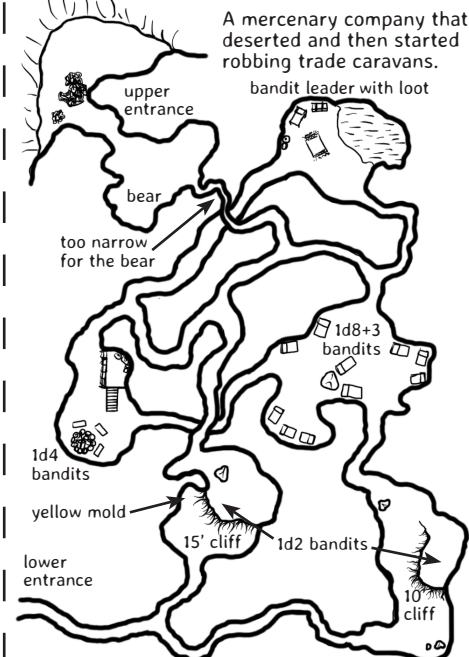 A mercenary company that
deserted and then started
robbing trade caravans.
bandit leader with loot
upper
entrance
bear
too narrow
for the bear
1d8+3
bandits
1d4
bandits
yellow mold
15' cliff
1d2 bandits
10'
cliff
lower
entrance